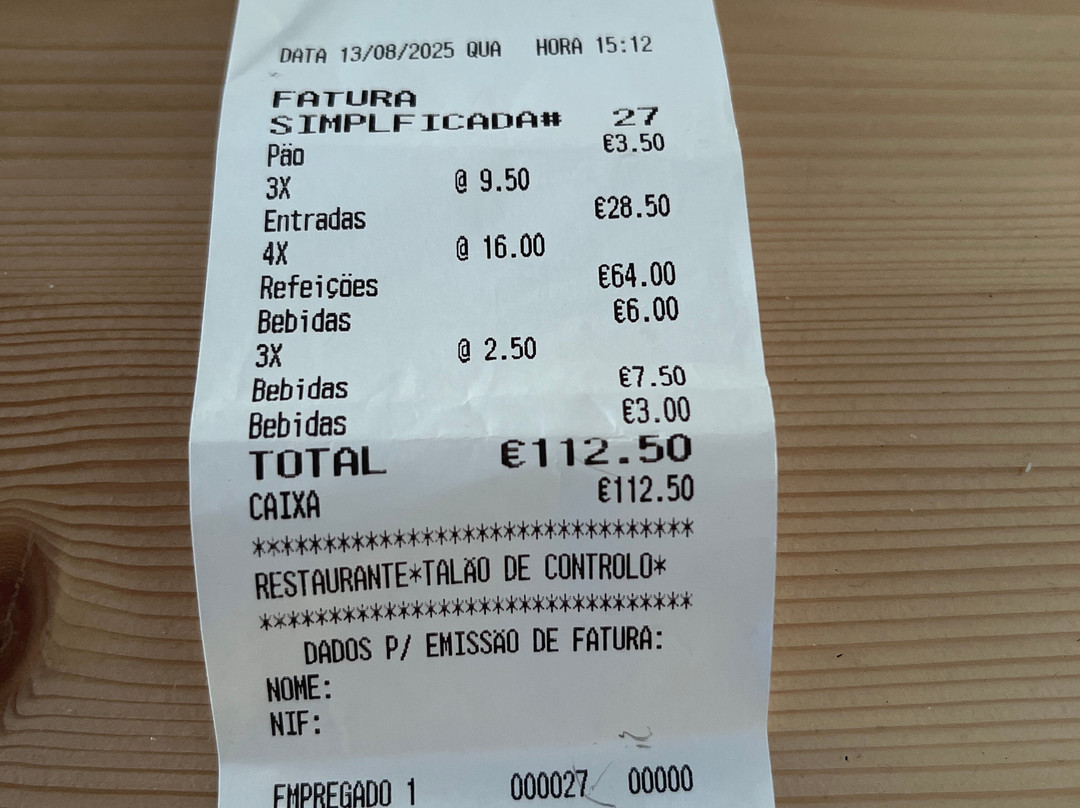 DATA 13/08/2025 QUA HORA 15:12
FATURA
SIMPLFICADA# 27
Päo €3.50
3X @ 9.50
Entradas €28.50
4X @ 16.00
Refeições €64.00
Bebidas €6.00
3X @ 2.50
Bebidas €7.50
Bebidas €3.00
TOTAL €112.50
CAIXA €112.50
*******************************
RESTAURANTE*TALÃO DE CONTROLO*
*******************************
DADOS P/ EMISSÃO DE FATURA:
NOME:
NIF:
EMPREGADO 1 000027 00000